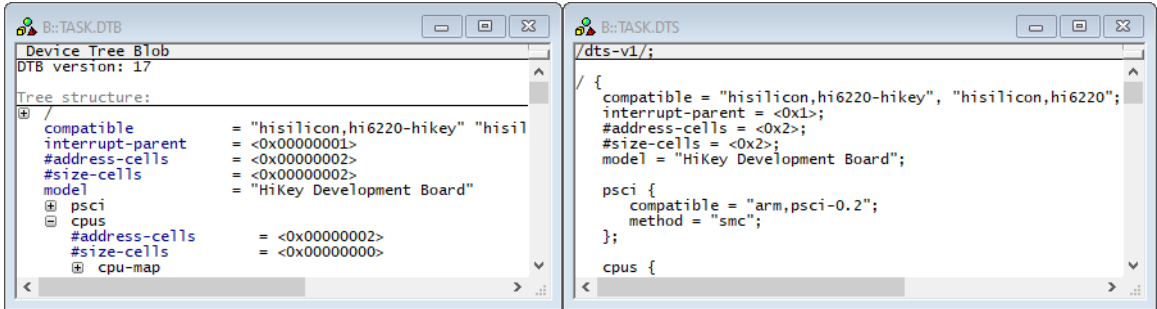 B::TASK.DTB
Device Tree Blob
DTB version: 17
Tree structure:
/
compatible = "hisilicon,hi6220-hikey" "hisil
interrupt-parent = <0x00000001>
#address-cells = <0x00000002>
#size-cells = <0x00000002>
model = "HiKey Development Board"
psci
cpus
#address-cells = <0x00000002>
#size-cells = <0x00000000>
cpu-map
B::TASK.DTS
/dts-v1/;
/ {
compatible = "hisilicon,hi6220-hikey", "hisilicon,hi6220";
interrupt-parent = <0x1>;
#address-cells = <0x2>;
#size-cells = <0x2>;
model = "HiKey Development Board";
psci {
compatible = "arm,psci-0.2";
method = "smc";
};
cpus {